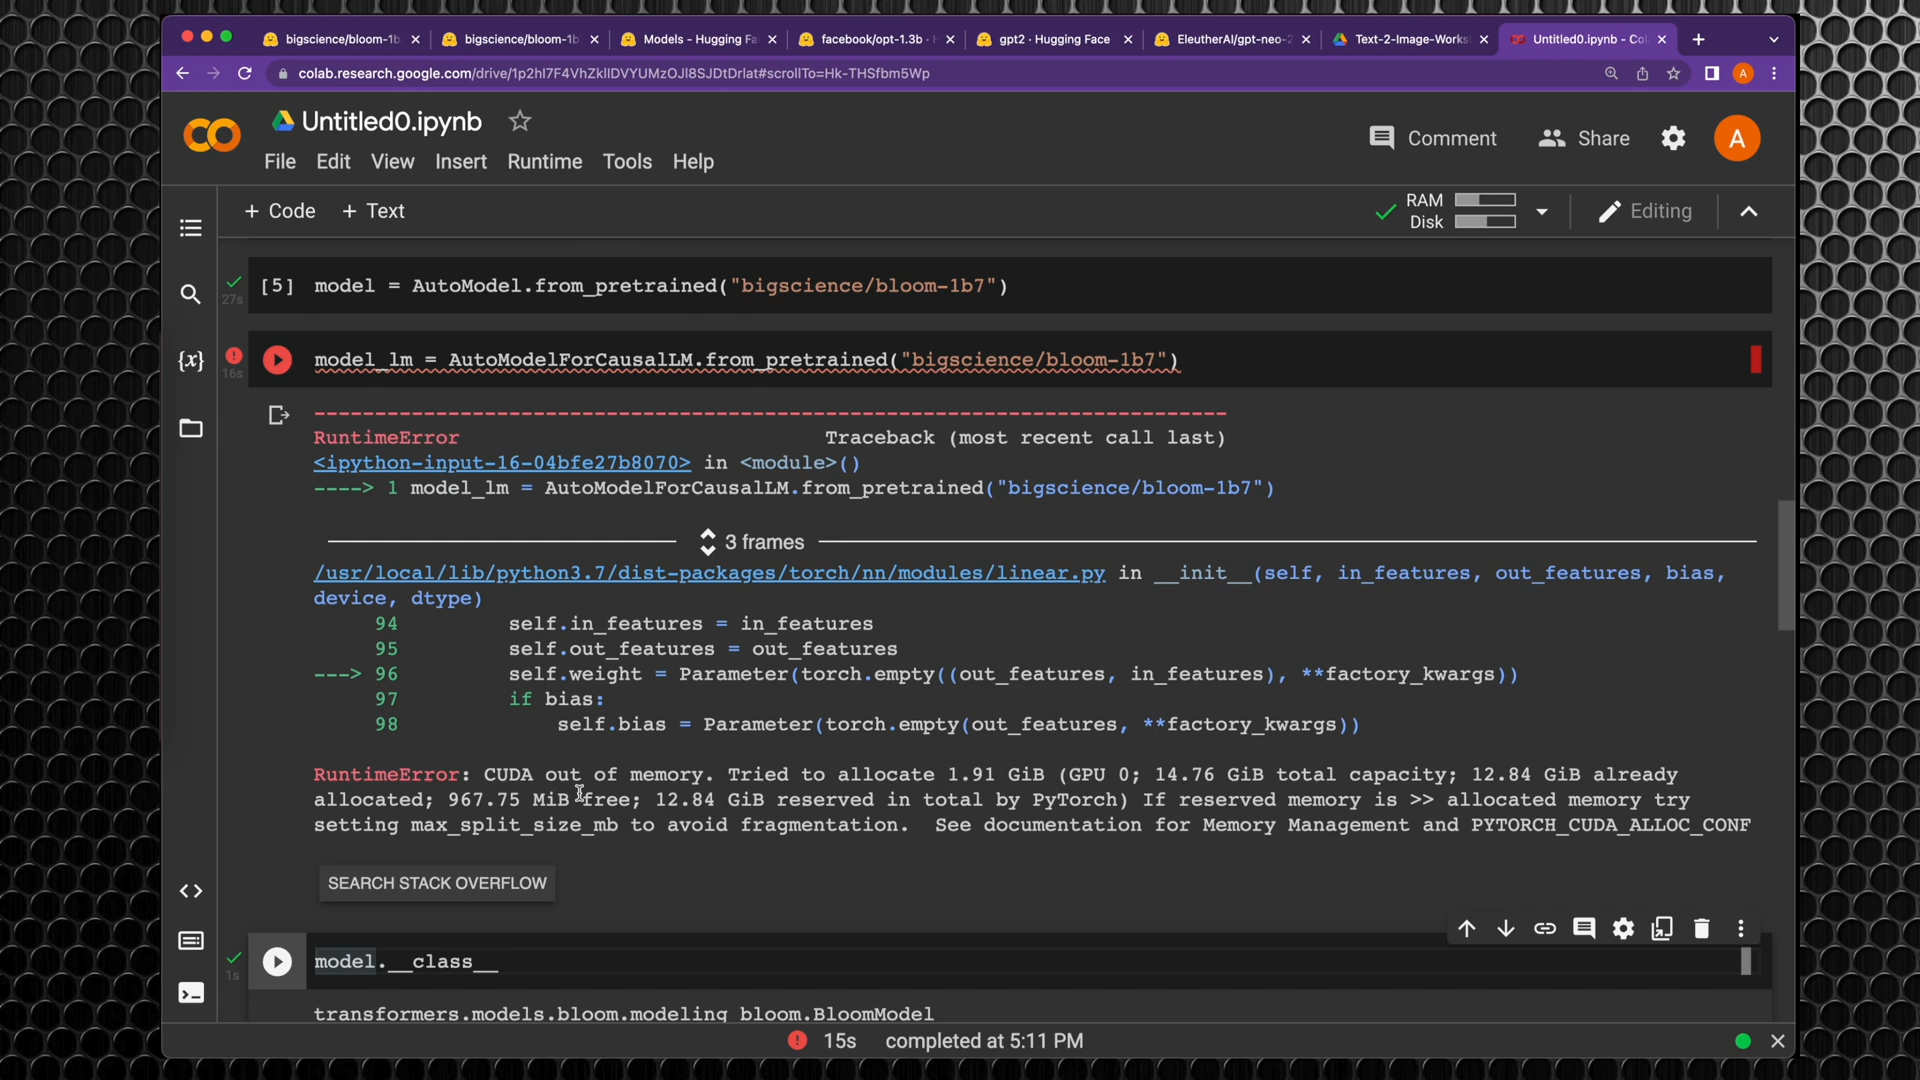 bigscience/bloom-1b
bigscience/bloom-1b
Models - Hugging Fa
facebook/opt-1.3b · H
gpt2 · Hugging Face
EleutherAI/gpt-neo-2
Text-2-Image-Works
Untitled0.ipynb - Col
colab.research.google.com/drive/1p2hI7F4VhZkIIDVYUMzOJI8SJDtDrlat#scrollTo=Hk-THSfbm5Wp
A
Untitled0.ipynb
File Edit View Insert Runtime Tools Help
Comment Share A
+ Code + Text
RAM
Disk
Editing
27s
[5] model = AutoModel.from_pretrained("bigscience/bloom-1b7")
16s
model_lm = AutoModelForCausalLM.from_pretrained("bigscience/bloom-1b7")
{x}
---------------------------------------------------------------------------
RuntimeError Traceback (most recent call last)
<ipython-input-16-04bfe27b8070> in <module>()
----> 1 model_lm = AutoModelForCausalLM.from_pretrained("bigscience/bloom-1b7")
3 frames
/usr/local/lib/python3.7/dist-packages/torch/nn/modules/linear.py in __init__(self, in_features, out_features, bias,
device, dtype)
94 self.in_features = in_features
95 self.out_features = out_features
---> 96 self.weight = Parameter(torch.empty((out_features, in_features), **factory_kwargs))
97 if bias:
98 self.bias = Parameter(torch.empty(out_features, **factory_kwargs))
RuntimeError: CUDA out of memory. Tried to allocate 1.91 GiB (GPU 0; 14.76 GiB total capacity; 12.84 GiB already
allocated; 967.75 MiB free; 12.84 GiB reserved in total by PyTorch) If reserved memory is >> allocated memory try
setting max_split_size_mb to avoid fragmentation. See documentation for Memory Management and PYTORCH_CUDA_ALLOC_CONF
SEARCH STACK OVERFLOW
1s
model.__class__
transformers.models.bloom.modeling_bloom.BloomModel
15s completed at 5:11 PM